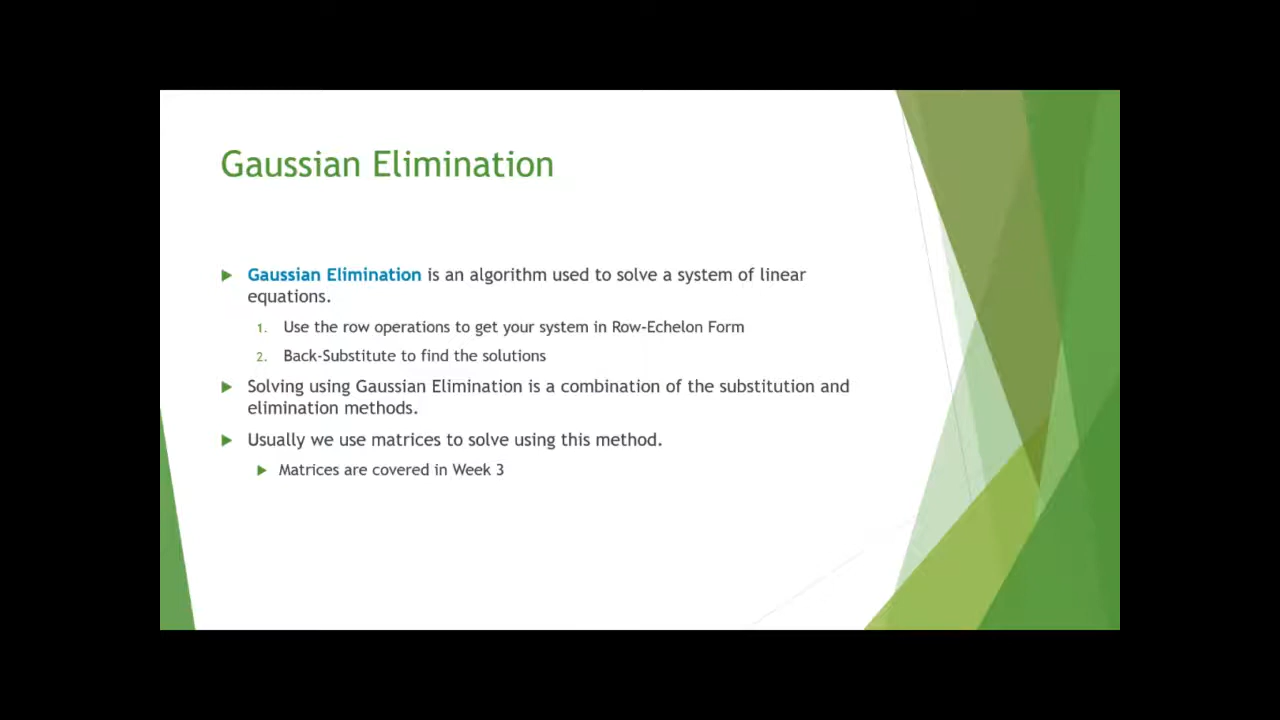 Gaussian Elimination
Gaussian Elimination is an algorithm used to solve a system of linear
equations.
1. Use the row operations to get your system in Row-Echelon Form
2. Back-Substitute to find the solutions
Solving using Gaussian Elimination is a combination of the substitution and
elimination methods.
Usually we use matrices to solve using this method.
Matrices are covered in Week 3